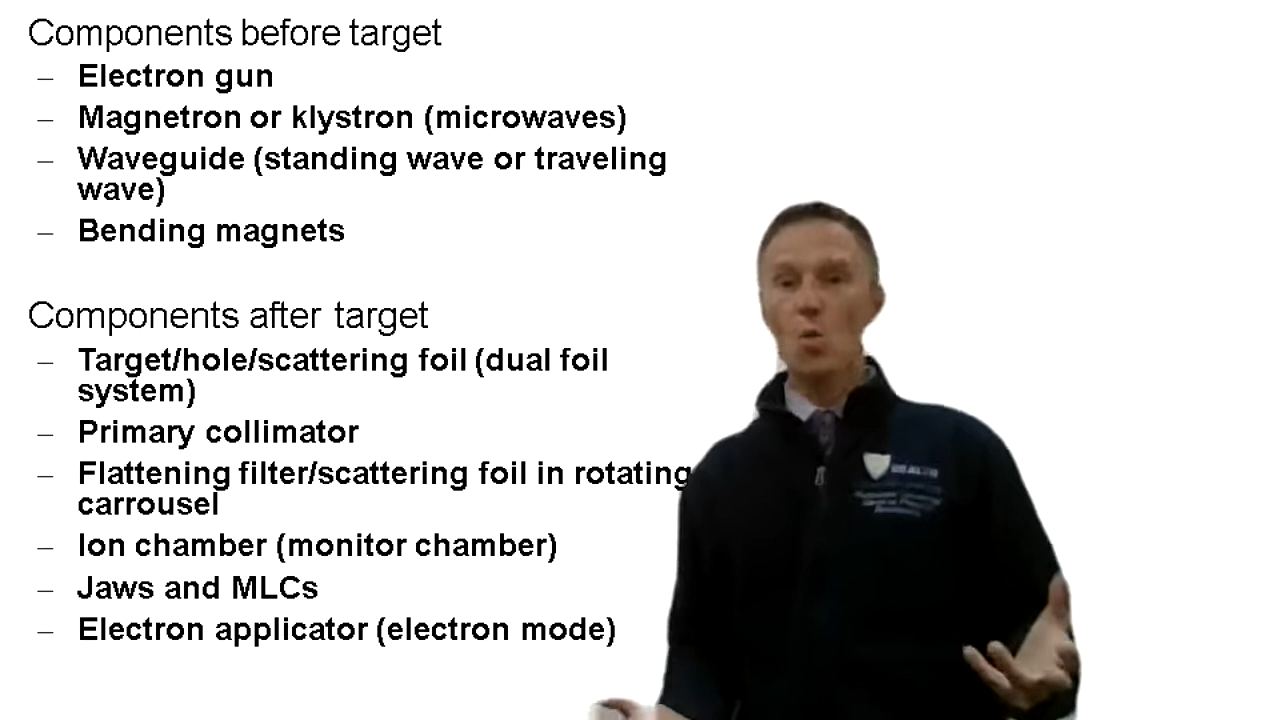 Components before target
– Electron gun
– Magnetron or klystron (microwaves)
– Waveguide (standing wave or traveling
wave)
– Bending magnets
Components after target
– Target/hole/scattering foil (dual foil
system)
– Primary collimator
– Flattening filter/scattering foil in rotating
carrousel
– Ion chamber (monitor chamber)
– Jaws and MLCs
– Electron applicator (electron mode)